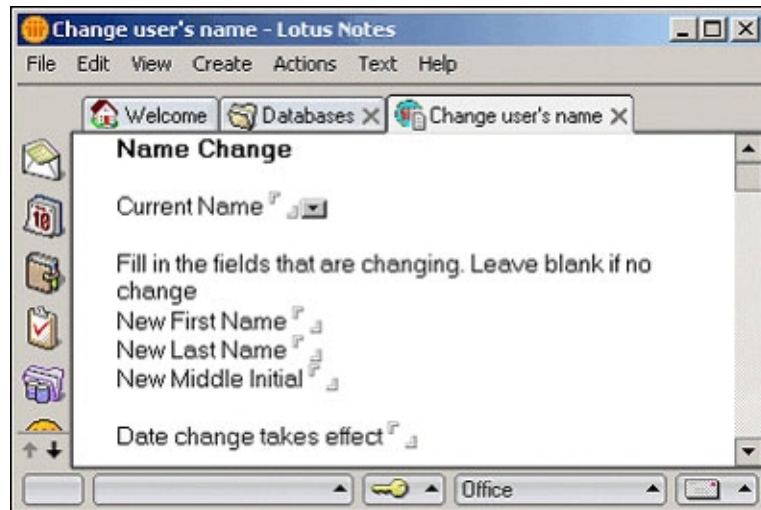 Change user's name - Lotus Notes
File Edit View Create Actions Text Help
Welcome Databases Change user's name
Name Change
Current Name
Fill in the fields that are changing. Leave blank if no
change
New First Name
New Last Name
New Middle Initial
Date change takes effect
Office
10